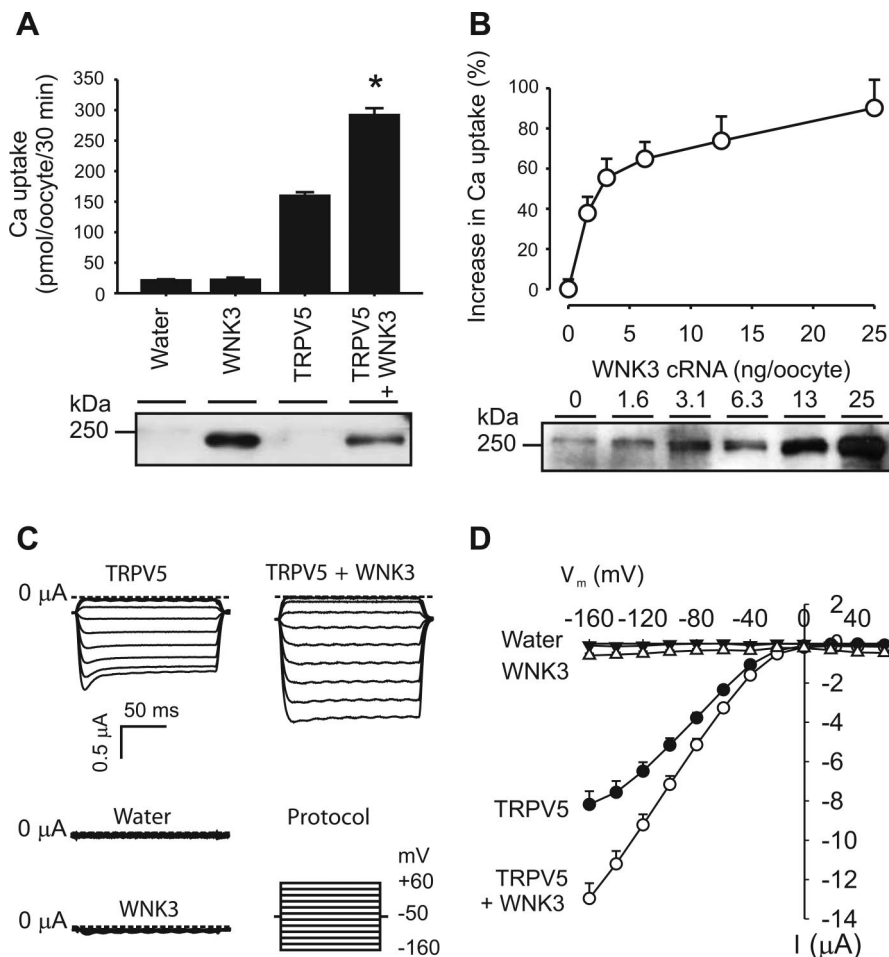 A
Ca uptake
(pmol/oocyte/30 min)
350
300
250
200
150
100
50
0
*
Water
WNK3
TRPV5
TRPV5
+ WNK3
kDa
250
B
Increase in Ca uptake (%)
100
80
60
40
20
0
0 5 10 15 20 25
WNK3 cRNA (ng/oocyte)
kDa
0 1.6 3.1 6.3 13 25
250
C
TRPV5
TRPV5 + WNK3
0 μA
0.5 μA
50 ms
Water
0 μA
WNK3
0 μA
Protocol
mV
+60
-50
-160
D
Vm (mV)
-160 -120 -80 -40 0 40
2
0
-2
-4
-6
-8
-10
-12
-14
I (μA)
Water
WNK3
TRPV5
TRPV5
+ WNK3